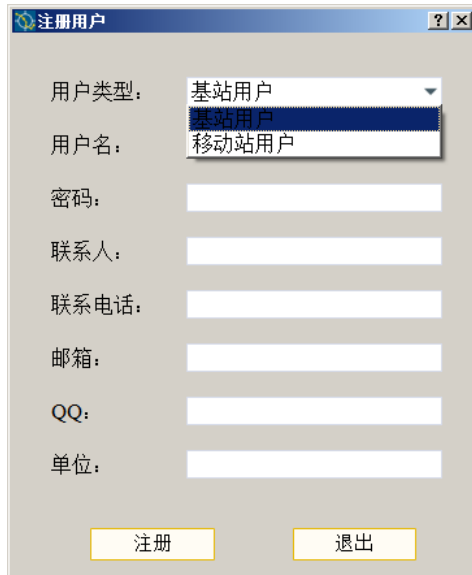 注册用户
用户类型： 基站用户
基站用户
用户名： 移动站用户
密码：
联系人：
联系电话：
邮箱：
QQ：
单位：
注册 退出